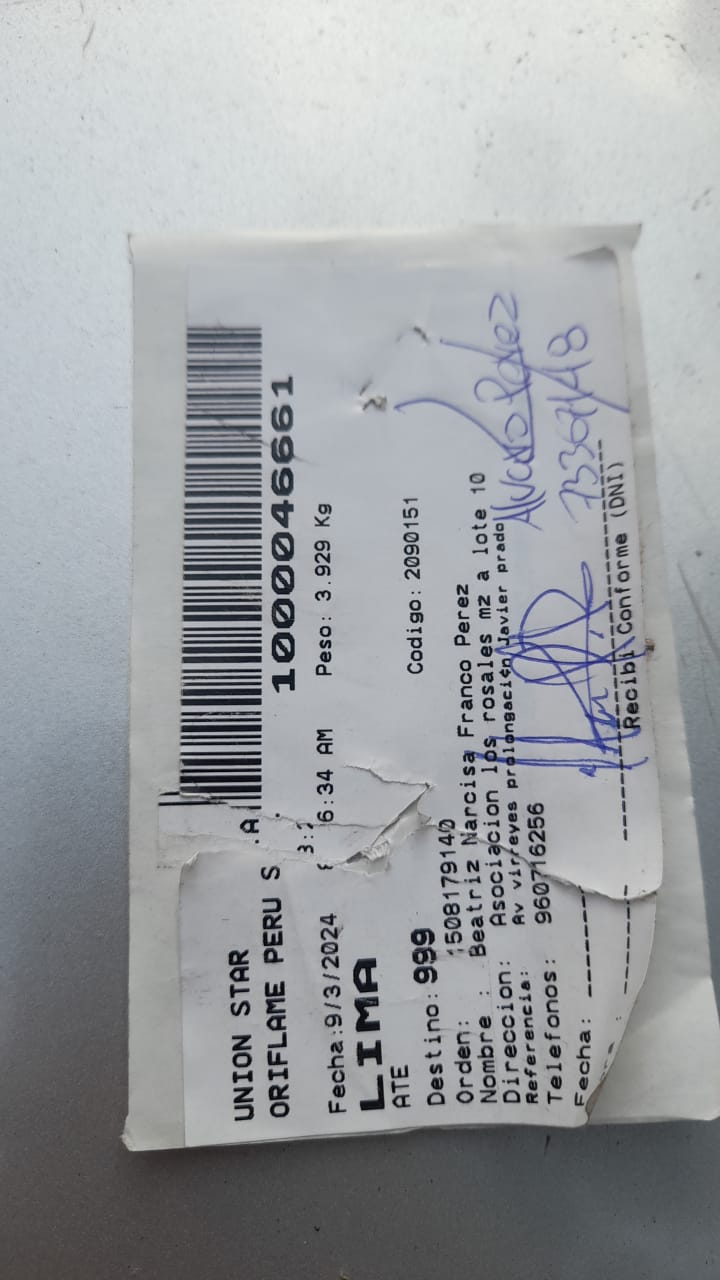 UNION STAR
ORIFLAME PERU S .A.
1000046661
Fecha:9/3/2024 6:34 AM Peso: 3.929 Kg
LIMA
ATE
Destino: 999 Codigo: 2090151
Orden: 1508179140
Nombre : Beatriz Narcisa Franco Perez
Direccion: Asociacion los rosales mz a lote 10
Referencia: Av virreyes prolongación Javier prado
Telefonos: 960716256
Alvaro Perez
Fecha:
Recibi Conforme (DNI)